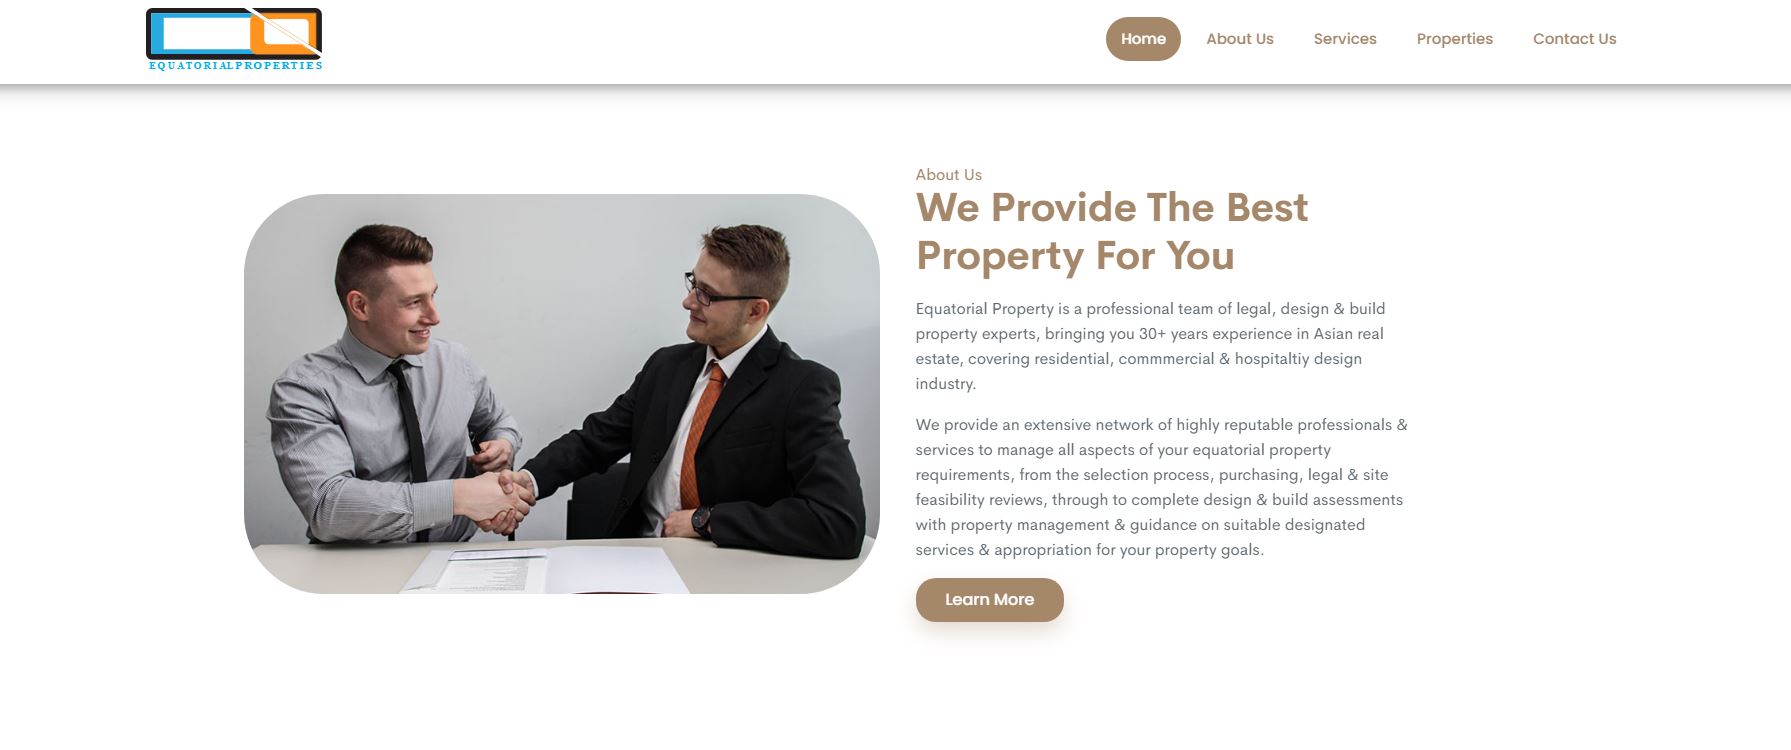 EQUATORIALPROPERTIES
Home
About Us
Services
Properties
Contact Us
About Us
We Provide The Best
Property For You
Equatorial Property is a professional team of legal, design & build
property experts, bringing you 30+ years experience in Asian real
estate, covering residential, commmercial & hospitaltiy design
industry.
We provide an extensive network of highly reputable professionals &
services to manage all aspects of your equatorial property
requirements, from the selection process, purchasing, legal & site
feasibility reviews, through to complete design & build assessments
with property management & guidance on suitable designated
services & appropriation for your property goals.
Learn More